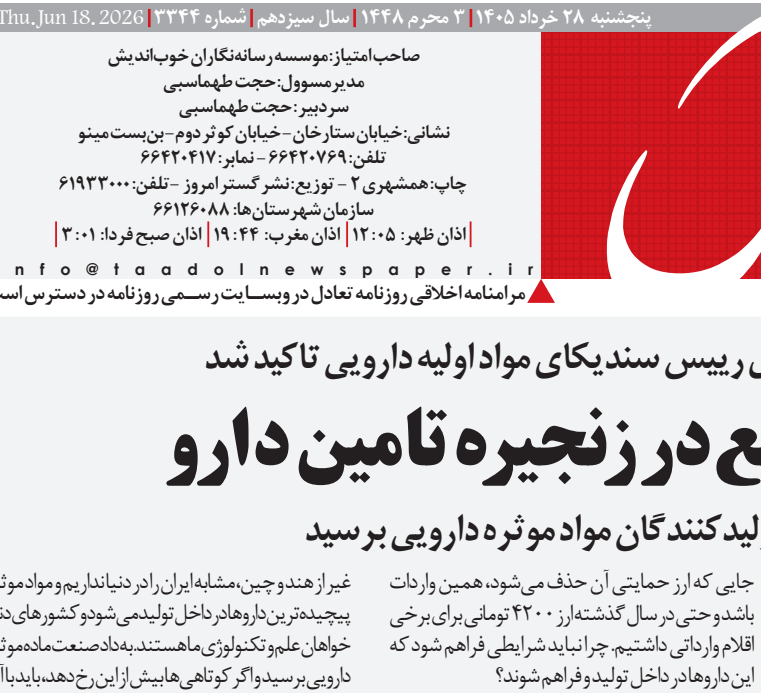 پنجشنبه ۲۸ خرداد ۱۴۰۵ | ۳ محرم ۱۴۴۸ | سال سیزدهم | شماره ۳۳۴۴ | Thu. Jun 18. 2026
صاحب‌امتیاز: موسسه رسانه‌نگاران خوب‌اندیش
مدیرمسوول: حجت طهماسبی
سردبیر: حجت طهماسبی
نشانی: خیابان ستارخان - خیابان کوثر دوم - بن‌بست مینو
تلفن: ۶۶۴۲۰۷۶۹ - نمابر: ۶۶۴۲۰۴۱۷
چاپ: همشهری ۲ - توزیع: نشر گستر امروز - تلفن: ۶۱۹۳۳۰۰۰
سازمان شهرستان‌ها: ۶۶۱۲۶۰۸۸
| اذان ظهر: ۱۲:۰۵ | اذان مغرب: ۱۹:۴۴ | اذان صبح فردا: ۳:۰۱ |
nfo@taadolnewspaper.ir
مرامنامه اخلاقی روزنامه تعادل در وبسایت رسمی روزنامه در دسترس است
رییس سندیکای مواد اولیه دارویی تاکید شد
در زنجیره تامین دارو
مواد موثره دارویی برسید
جایی که ارز حمایتی آن حذف می‌شود، همین واردات
باشد و حتی در سال گذشته ارز ۴۲۰۰ تومانی برای برخی
اقلام وارداتی داشتیم. چرا نباید شرایطی فراهم شود که
این داروها در داخل تولید و فراهم شوند؟
غیر از هند و چین، مشابه ایران را در دنیا نداریم و مواد
پیچیده‌ترین داروها در داخل تولید می‌شود و کشورهای
خواهان علم و تکنولوژی ما هستند. به داد صنعت ماده
دارویی برسید و اگر کوتاهی‌ها بیش از این رخ دهد، باید